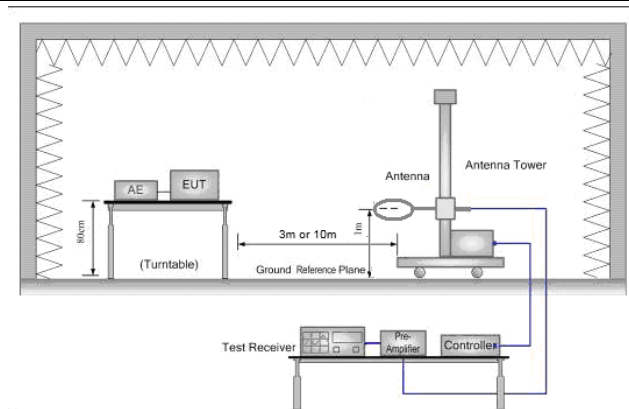 Antenna Tower
Antenna
AE
EUT
80cm
1m
3m or 10m
(Turntable)
Ground Reference Plane
Test Receiver
Pre-
Amplifier
Controller